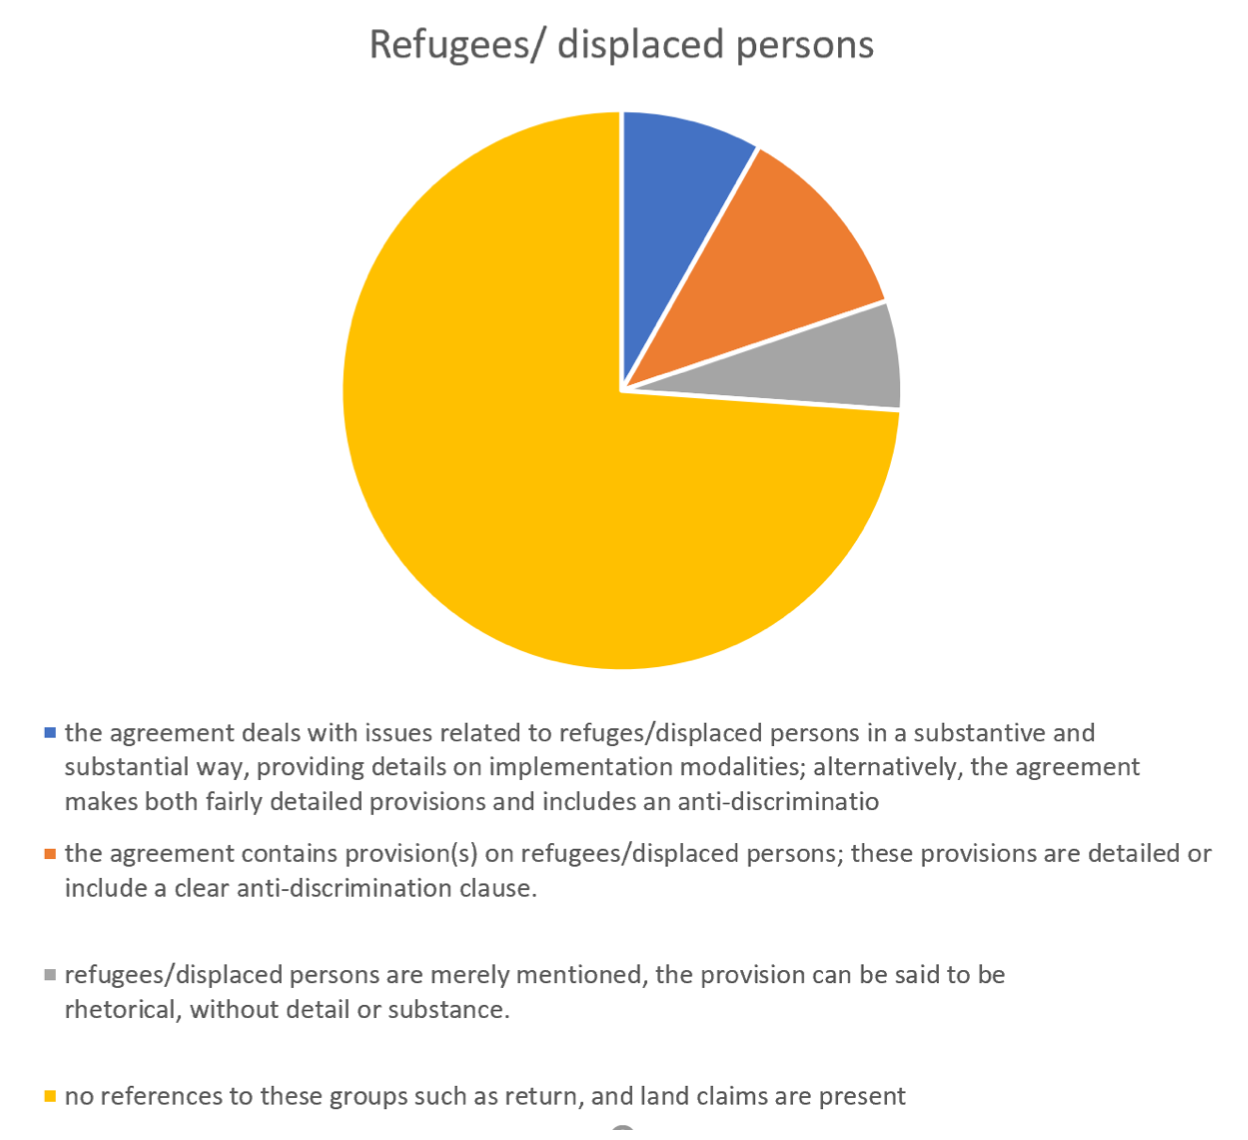 Refugees/ displaced persons
the agreement deals with issues related to refuges/displaced persons in a substantive and
substantial way, providing details on implementation modalities; alternatively, the agreement
makes both fairly detailed provisions and includes an anti-discriminatio
the agreement contains provision(s) on refugees/displaced persons; these provisions are detailed or
include a clear anti-discrimination clause.
refugees/displaced persons are merely mentioned, the provision can be said to be
rhetorical, without detail or substance.
no references to these groups such as return, and land claims are present